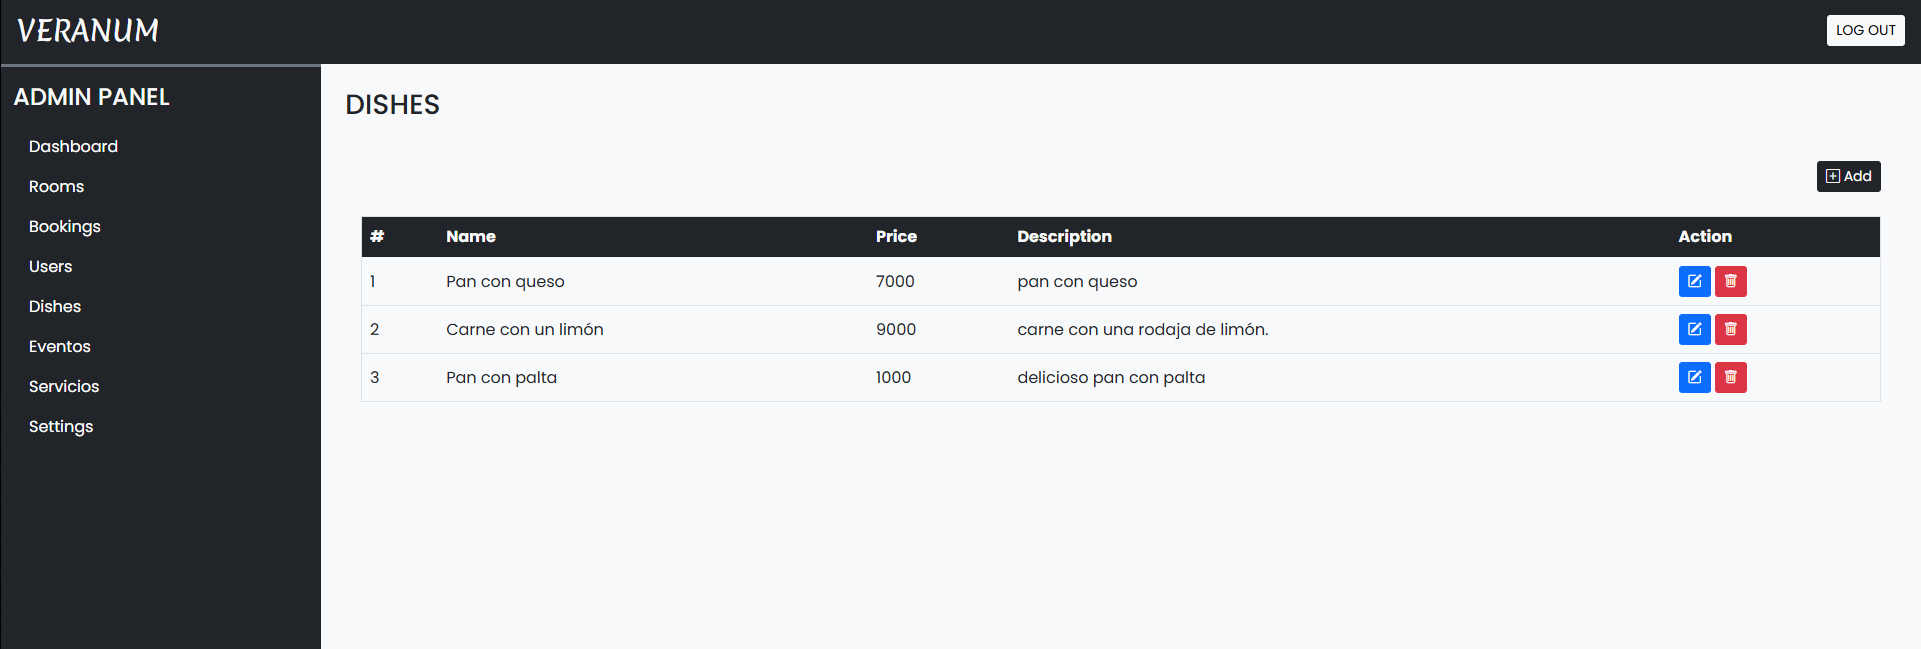 VERANUM
LOG OUT
ADMIN PANEL
Dashboard
Rooms
Bookings
Users
Dishes
Eventos
Servicios
Settings
DISHES
Add
# Name Price Description Action
1 Pan con queso 7000 pan con queso
2 Carne con un limón 9000 carne con una rodaja de limón.
3 Pan con palta 1000 delicioso pan con palta